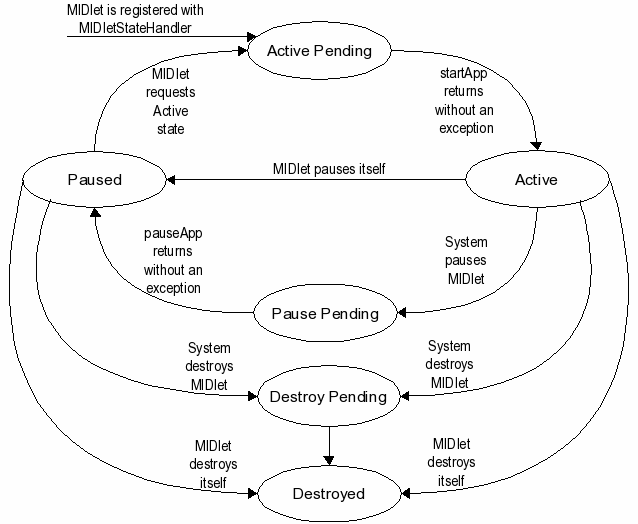 MIDlet is registered with
MIDletStateHandler
Active Pending
MIDlet
requests
Active
state
startApp
returns
without an
exception
Paused
MIDlet pauses itself
Active
pauseApp
returns
without an
exception
System
pauses
MIDlet
Pause Pending
System
destroys
MIDlet
Destroy Pending
System
destroys
MIDlet
MIDlet
destroys
itself
Destroyed
MIDlet
destroys
itself